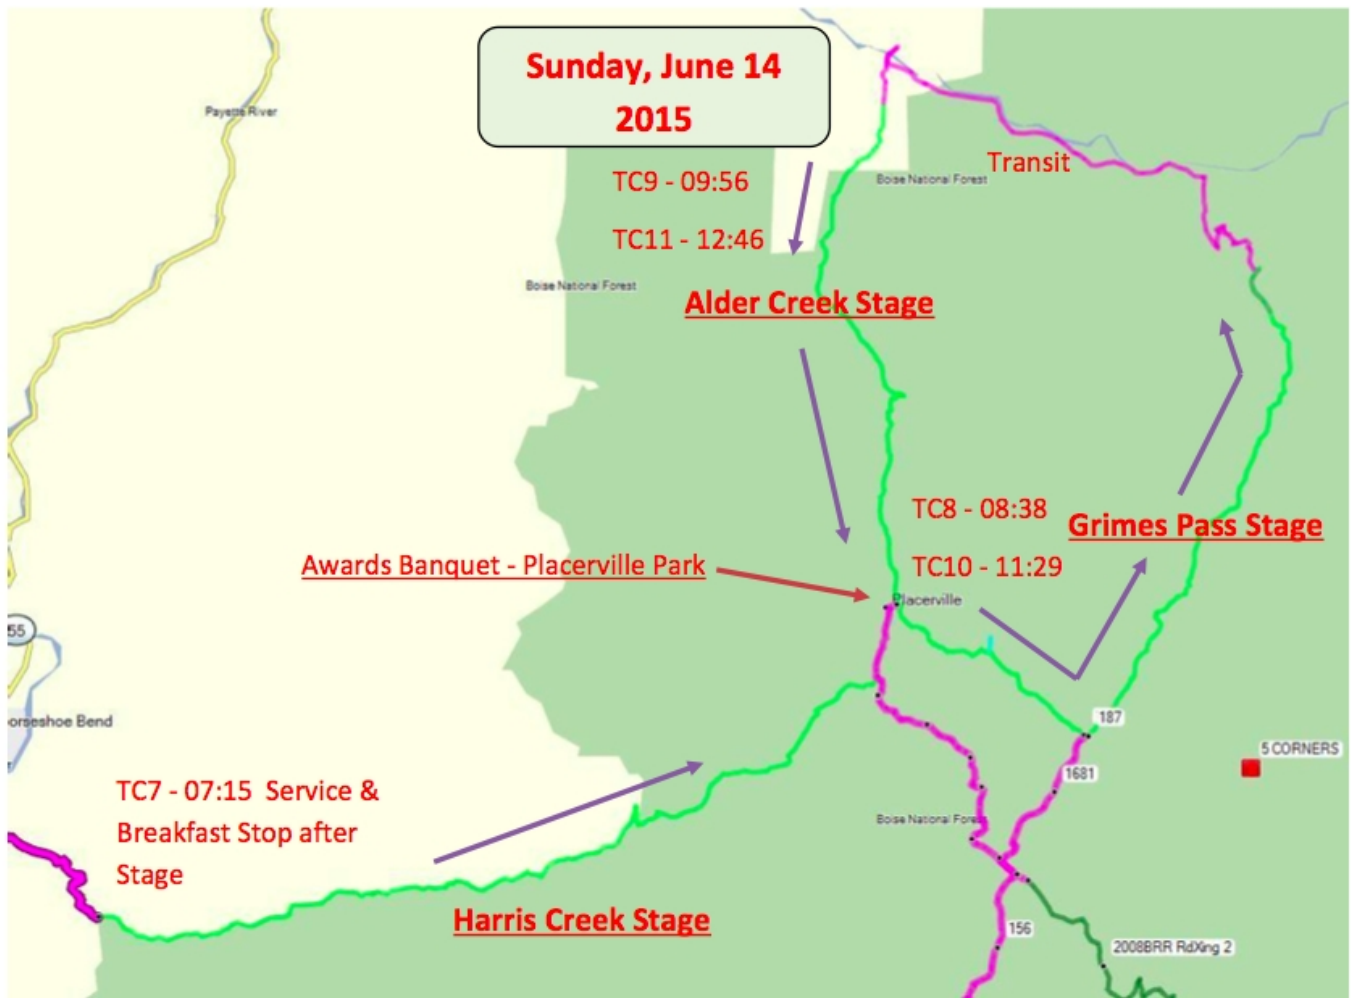 Sunday, June 14
2015
Payette River
TC9 - 09:56
Transit
Boise National Forest
TC11 - 12:46
Boise National Forest
Alder Creek Stage
TC8 - 08:38
Grimes Pass Stage
Awards Banquet - Placerville Park
TC10 - 11:29
Placerville
55
orseshoe Bend
187
5 CORNERS
1681
TC7 - 07:15 Service &
Breakfast Stop after
Stage
Boise National Fores
Harris Creek Stage
156
2008BRR RdXing 2